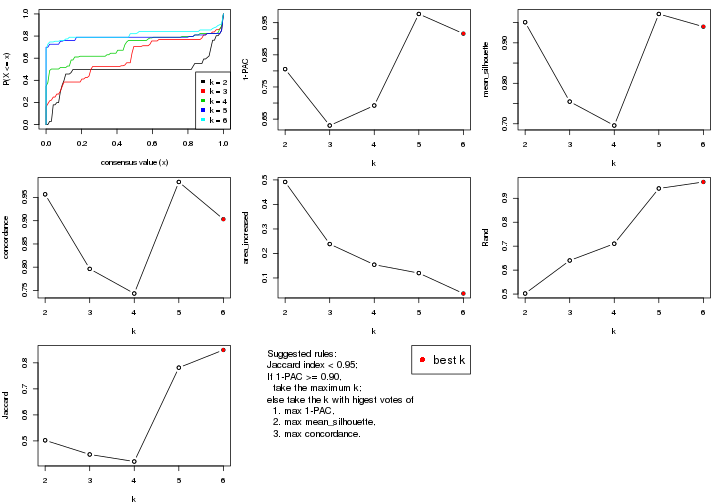 P(X <= x)
0.0 0.2 0.4 0.6 0.8 1.0
k = 2
k = 3
k = 4
k = 5
k = 6
0.0 0.2 0.4 0.6 0.8 1.0
consensus value (x)
1-PAC
0.65 0.75 0.85 0.95
2 3 4 5 6
k
mean_silhouette
0.70 0.80 0.90
2 3 4 5 6
k
concordance
0.75 0.80 0.85 0.90 0.95
2 3 4 5 6
k
area_increased
0.1 0.2 0.3 0.4 0.5
2 3 4 5 6
k
Rand
0.5 0.6 0.7 0.8 0.9
2 3 4 5 6
k
Jaccard
0.5 0.6 0.7 0.8
2 3 4 5 6
k
Suggested rules:
Jaccard index < 0.95;
If 1-PAC >= 0.90,
take the maximum k;
else take the k with higest votes of
1. max 1-PAC,
2. max mean_silhouette,
3. max concordance.
best k